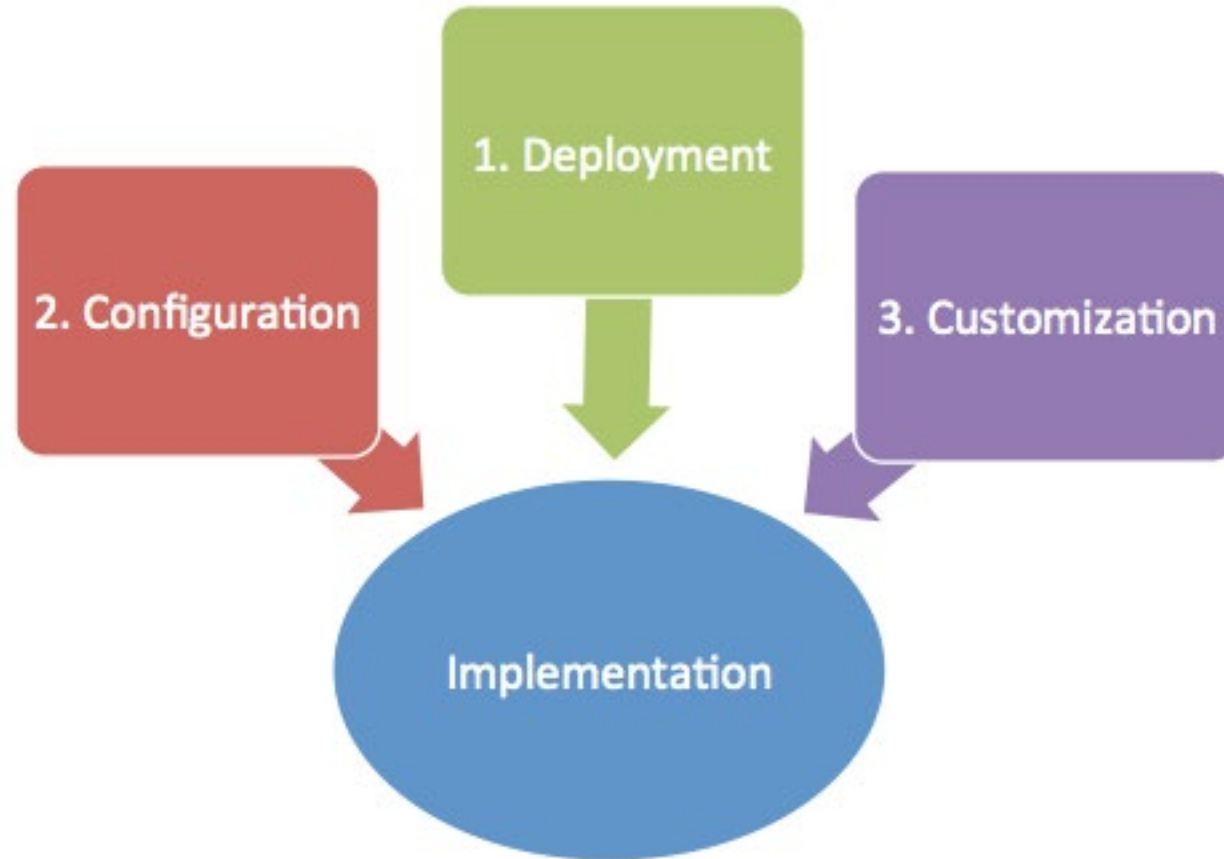 1. Deployment
2. Configuration
3. Customization
Implementation